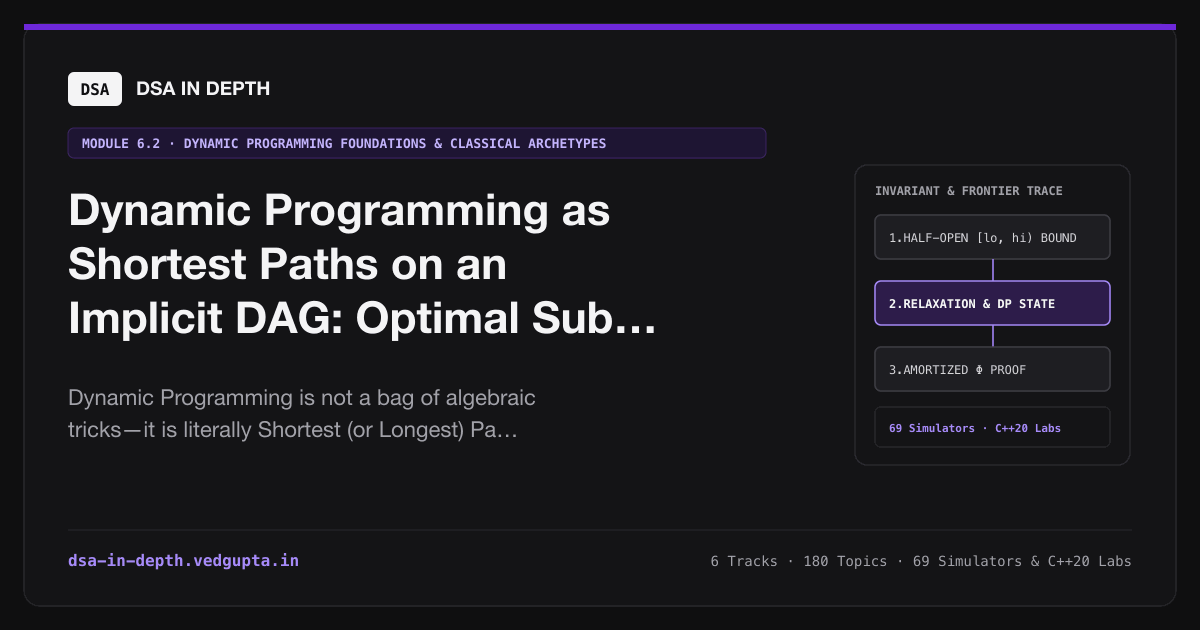 DSA
DSA IN DEPTH
MODULE 6.2 · DYNAMIC PROGRAMMING FOUNDATIONS & CLASSICAL ARCHETYPES
Dynamic Programming as
Shortest Paths on an
Implicit DAG: Optimal Sub...
Dynamic Programming is not a bag of algebraic
tricks—it is literally Shortest (or Longest) Pa...
INVARIANT & FRONTIER TRACE
1.HALF-OPEN [lo, hi) BOUND
2.RELAXATION & DP STATE
3.AMORTIZED Φ PROOF
69 Simulators · C++20 Labs
dsa-in-depth.vedgupta.in
6 Tracks · 180 Topics · 69 Simulators & C++20 Labs